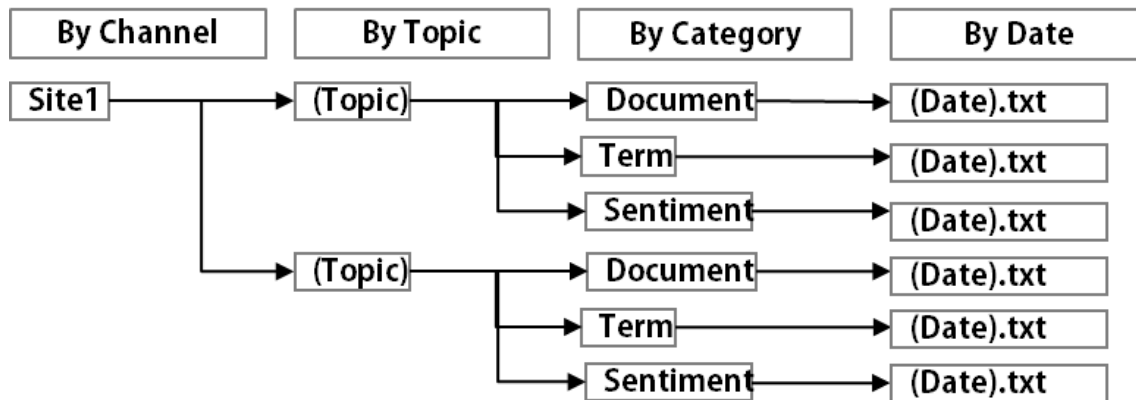 By Channel By Topic By Category By Date
Site1 (Topic) Document (Date).txt
Term (Date).txt
Sentiment (Date).txt
(Topic) Document (Date).txt
Term (Date).txt
Sentiment (Date).txt